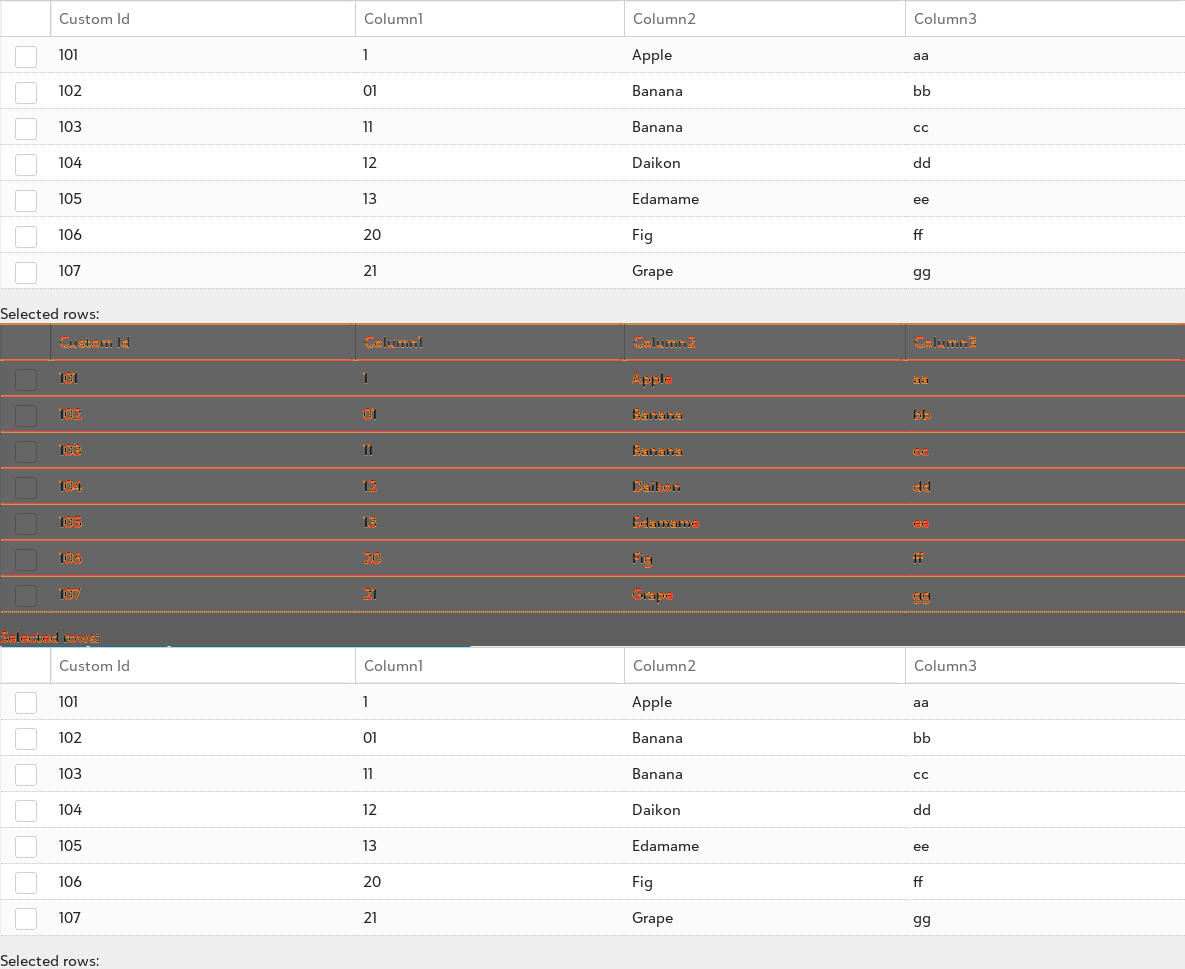 Custom Id Column1 Column2 Column3
101 1 Apple aa
102 01 Banana bb
103 11 Banana cc
104 12 Daikon dd
105 13 Edamame ee
106 20 Fig ff
107 21 Grape gg
Selected rows:
Custom Id Column1 Column2 Column3
101 1 Apple aa
102 01 Banana bb
103 11 Banana cc
104 12 Daikon dd
105 13 Edamame ee
106 20 Fig ff
107 21 Grape gg
Selected rows:
Custom Id Column1 Column2 Column3
101 1 Apple aa
102 01 Banana bb
103 11 Banana cc
104 12 Daikon dd
105 13 Edamame ee
106 20 Fig ff
107 21 Grape gg
Selected rows: